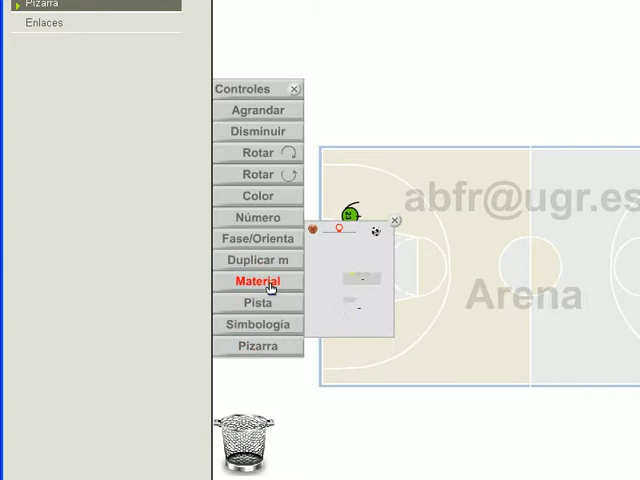 Pizarra
Enlaces
Controles
Agrandar
Disminuir
Rotar
Rotar
Color
Número
Fase/Orienta
Duplicar m
Material
Pista
Simbología
Pizarra
abfr@ugr.es
Arena